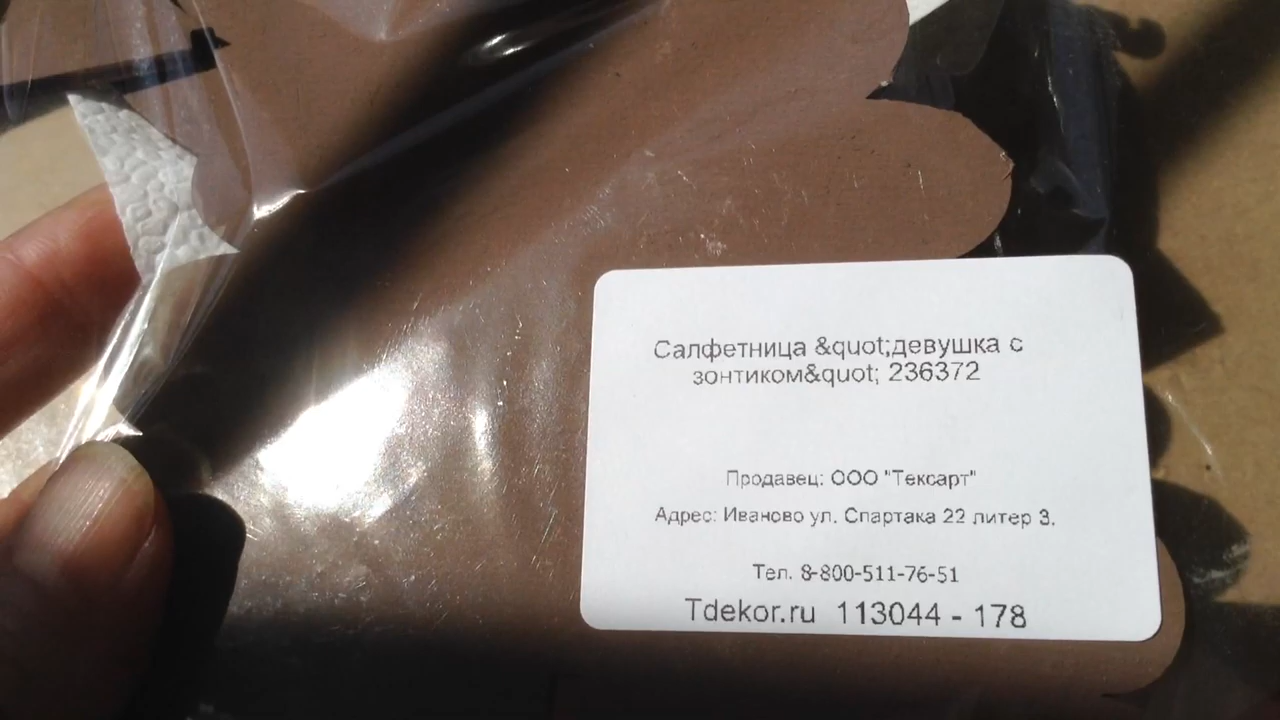 Салфетница &quot;девушка с
зонтиком&quot; 236372
Продавец: ООО "Тексарт"
Адрес: Иваново ул. Спартака 22 литер 3.
Тел. 8-800-511-76-51
Tdekor.ru 113044 - 178